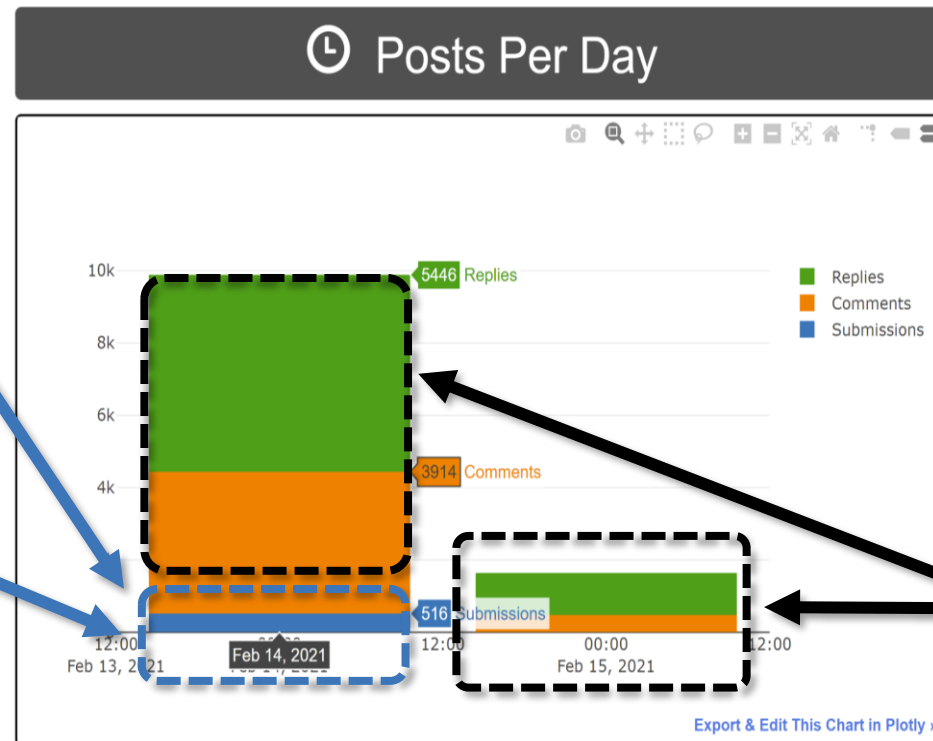 Posts Per Day
10k
8k
6k
4k
5446 Replies
3914 Comments
516 Submissions
Replies
Comments
Submissions
12:00
12:00
00:00
12:00
Feb 13, 2021
Feb 14, 2021
Feb 15, 2021
Export & Edit This Chart in Plotly »